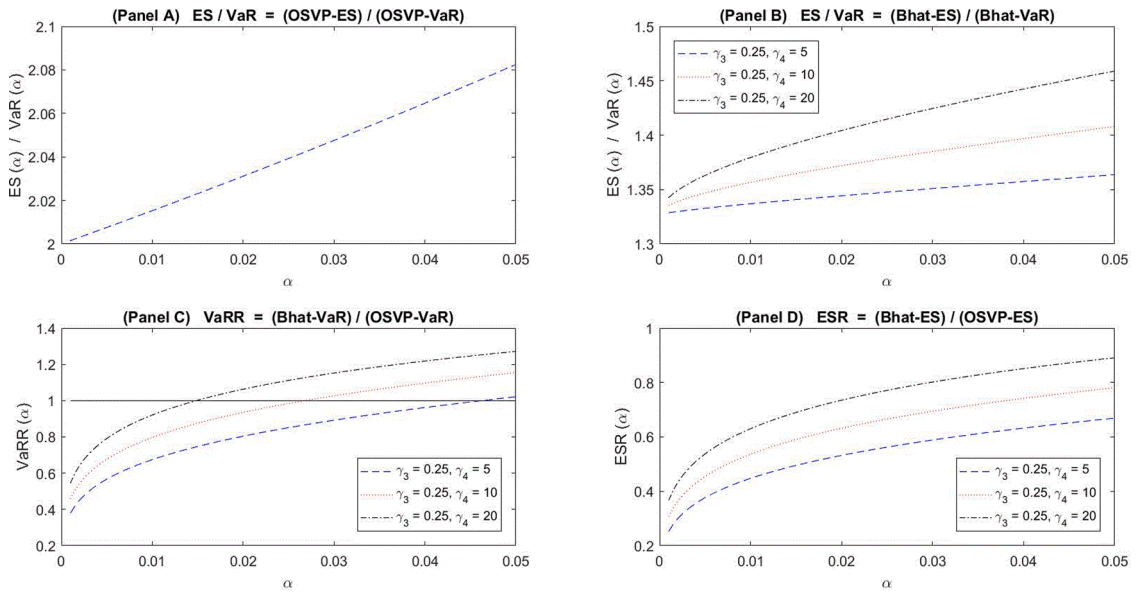 (Panel A) ES / VaR = (OSVP-ES) / (OSVP-VaR)
2.1
2.08
2.06
2.04
2.02
2
ES (α) / VaR (α)
0 0.01 0.02 0.03 0.04 0.05
α
(Panel B) ES / VaR = (Bhat-ES) / (Bhat-VaR)
1.5
1.45
1.4
1.35
1.3
ES (α) / VaR (α)
γ3 = 0.25, γ4 = 5
γ3 = 0.25, γ4 = 10
γ3 = 0.25, γ4 = 20
0 0.01 0.02 0.03 0.04 0.05
α
(Panel C) VaRR = (Bhat-VaR) / (OSVP-VaR)
1.4
1.2
1
0.8
0.6
0.4
0.2
VaRR (α)
γ3 = 0.25, γ4 = 5
γ3 = 0.25, γ4 = 10
γ3 = 0.25, γ4 = 20
0 0.01 0.02 0.03 0.04 0.05
α
(Panel D) ESR = (Bhat-ES) / (OSVP-ES)
1
0.8
0.6
0.4
0.2
ESR (α)
γ3 = 0.25, γ4 = 5
γ3 = 0.25, γ4 = 10
γ3 = 0.25, γ4 = 20
0 0.01 0.02 0.03 0.04 0.05
α